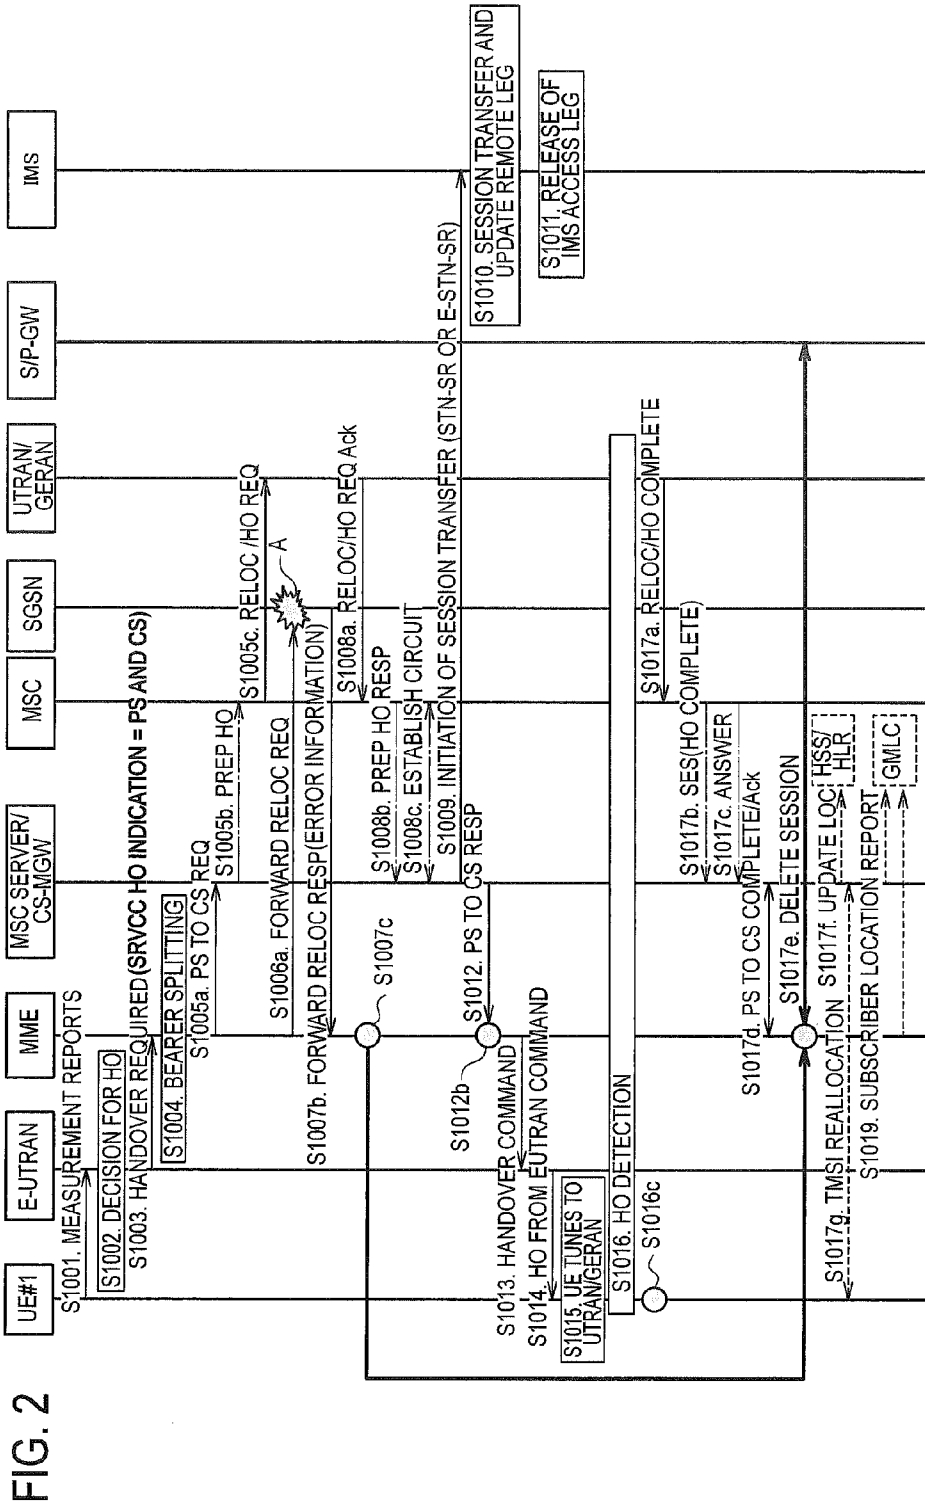 FIG. 2
UE#1
E-UTRAN
MME
MSC SERVER/
CS-MGW
MSC
SGSN
UTRAN/
GERAN
S/P-GW
IMS
S1001. MEASUREMENT REPORTS
S1002. DECISION FOR HO
S1003. HANDOVER REQUIRED(SRVCC HO INDICATION = PS AND CS)
S1004. BEARER SPLITTING
S1005a. PS TO CS REQ
S1005b. PREP HO
S1005c. RELOC /HO REQ
S1006a. FORWARD RELOC REQ
A
S1007b. FORWARD RELOC RESP(ERROR INFORMATION)
S1008a. RELOC/HO REQ Ack
S1007c
S1008b. PREP HO RESP
S1008c. ESTABLISH CIRCUIT
S1009. INITIATION OF SESSION TRANSFER (STN-SR OR E-STN-SR)
S1010. SESSION TRANSFER AND
UPDATE REMOTE LEG
S1012. PS TO CS RESP
S1012b
S1011. RELEASE OF
IMS ACCESS LEG
S1013. HANDOVER COMMAND
S1014. HO FROM EUTRAN COMMAND
S1015. UE TUNES TO
UTRAN/GERAN
S1016. HO DETECTION
S1016c
S1017a. RELOC/HO COMPLETE
S1017b. SES(HO COMPLETE)
S1017c. ANSWER
S1017d. PS TO CS COMPLETE/Ack
S1017e. DELETE SESSION
S1017f. UPDATE LOC
HSS/
HLR
S1017g. TMSI REALLOCATION
S1019. SUBSCRIBER LOCATION REPORT
GMLC